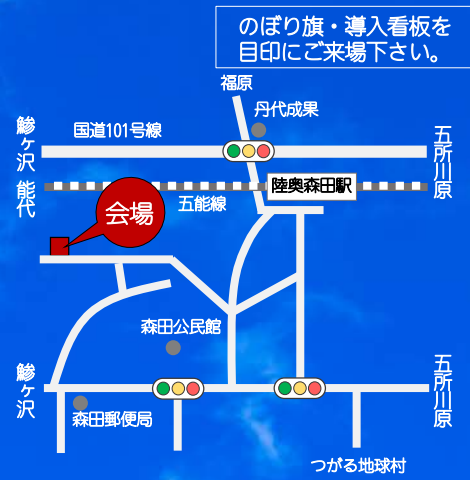 のぼり旗・導入看板を
目印にご来場下さい。
福原
丹代成果
鰺ヶ沢
国道101号線
五所川原
能代
陸奥森田駅
五能線
会場
森田公民館
鰺ヶ沢
五所川原
森田郵便局
つがる地球村